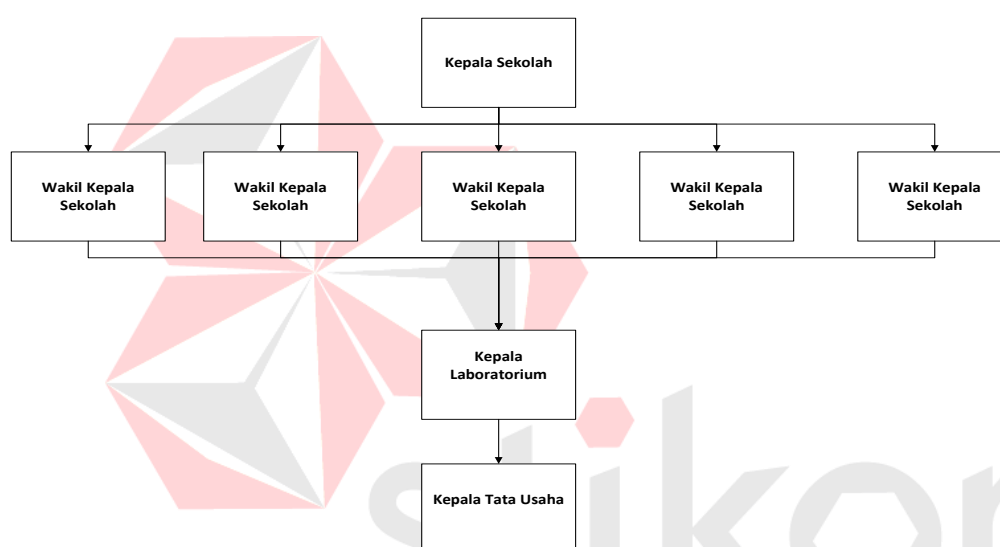 Kepala Sekolah
Wakil Kepala
Sekolah
Wakil Kepala
Sekolah
Wakil Kepala
Sekolah
Wakil Kepala
Sekolah
Wakil Kepala
Sekolah
Kepala
Laboratorium
Kepala Tata Usaha
stikor